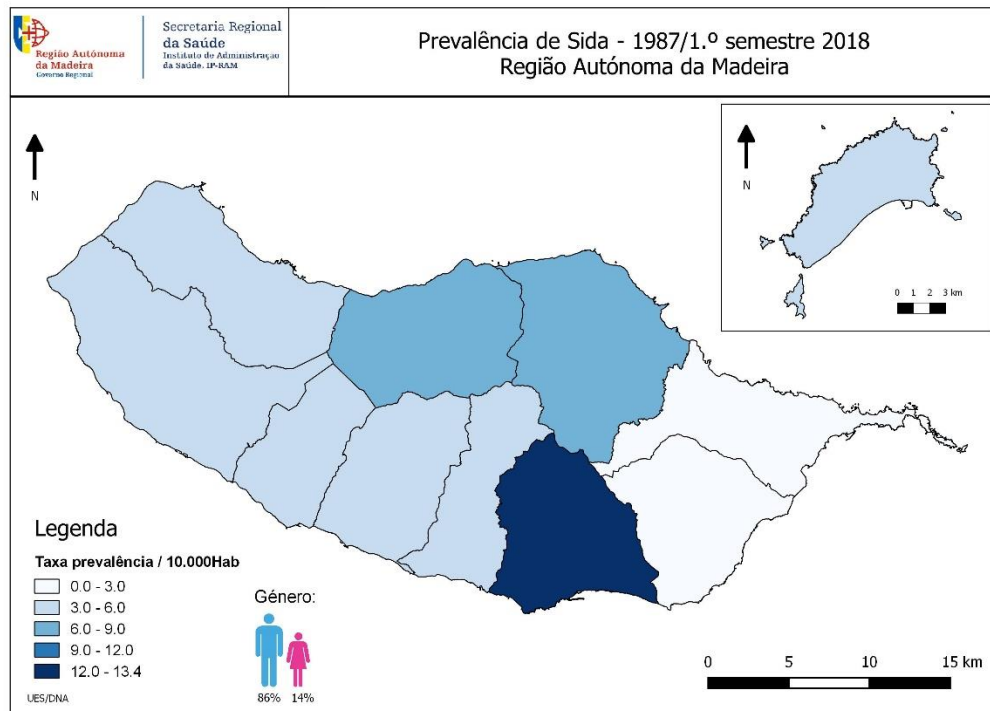 Região Autónoma
da Madeira
Governo Regional
Secretaria Regional
da Saúde
Instituto de Administração
da Saúde, IP-RAM
Prevalência de Sida - 1987/1.º semestre 2018
Região Autónoma da Madeira
N
N
0 1 2 3 km
Legenda
Taxa prevalência / 10.000Hab
0.0 - 3.0
3.0 - 6.0
6.0 - 9.0
9.0 - 12.0
12.0 - 13.4
UES/DNA
Género:
86% 14%
0 5 10 15 km